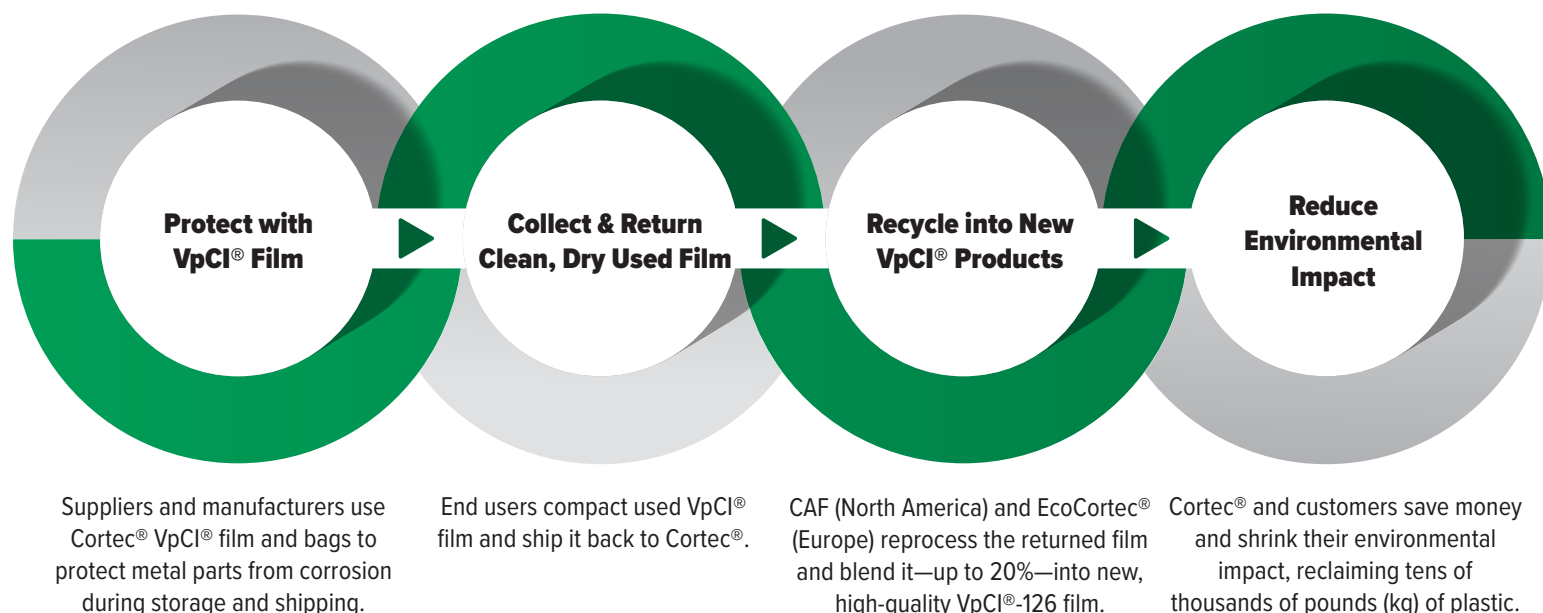 Protect with
VpCI® Film
Collect & Return
Clean, Dry Used Film
Recycle into New
VpCI® Products
Reduce
Environmental
Impact
Suppliers and manufacturers use
Cortec® VpCI® film and bags to
protect metal parts from corrosion
during storage and shipping.
End users compact used VpCI®
film and ship it back to Cortec®.
CAF (North America) and EcoCortec®
(Europe) reprocess the returned film
and blend it—up to 20%—into new,
high-quality VpCI®-126 film.
Cortec® and customers save money
and shrink their environmental
impact, reclaiming tens of
thousands of pounds (kg) of plastic.